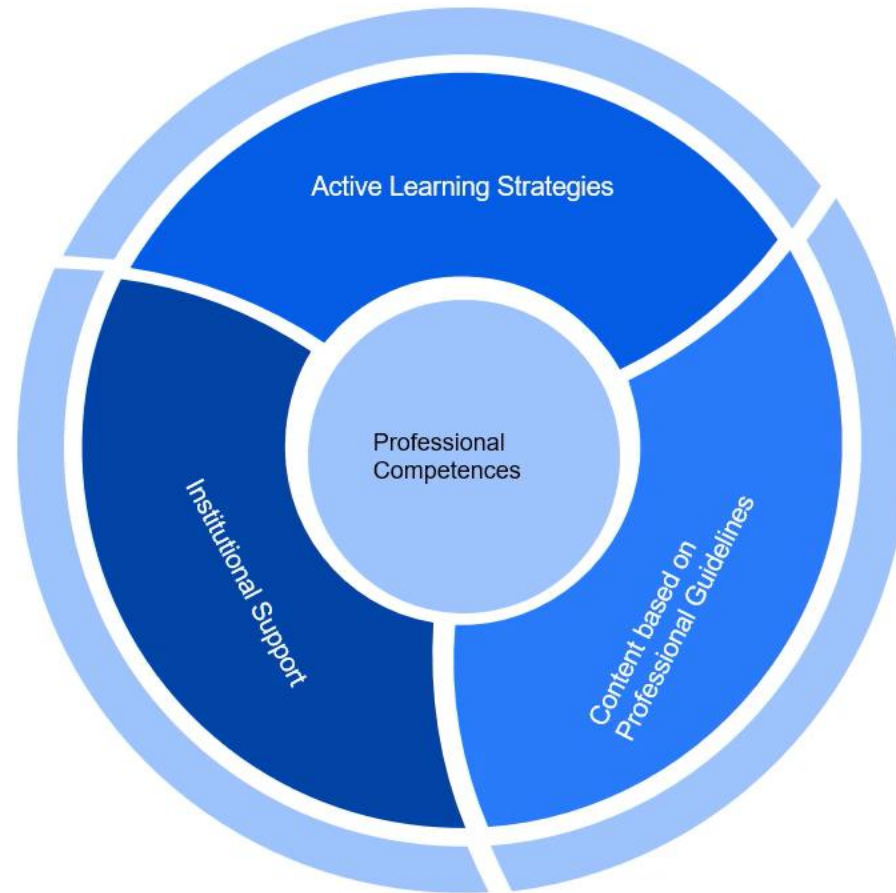 Active Learning Strategies
Professional
Competences
Institutional Support
Content based on
Professional Guidelines